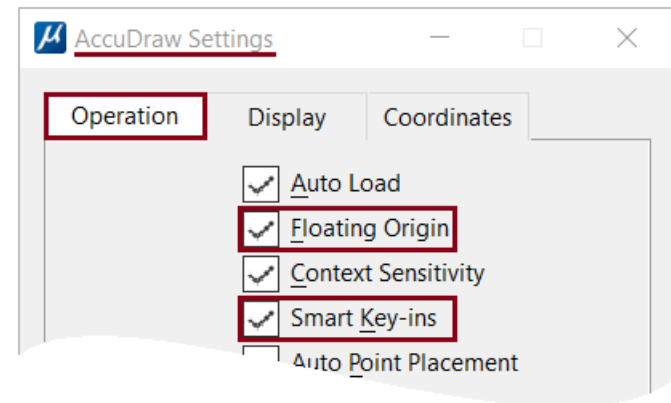 AccuDraw Settings
Operation Display Coordinates
Auto Load
Floating Origin
Context Sensitivity
Smart Key-ins
Auto Point Placement